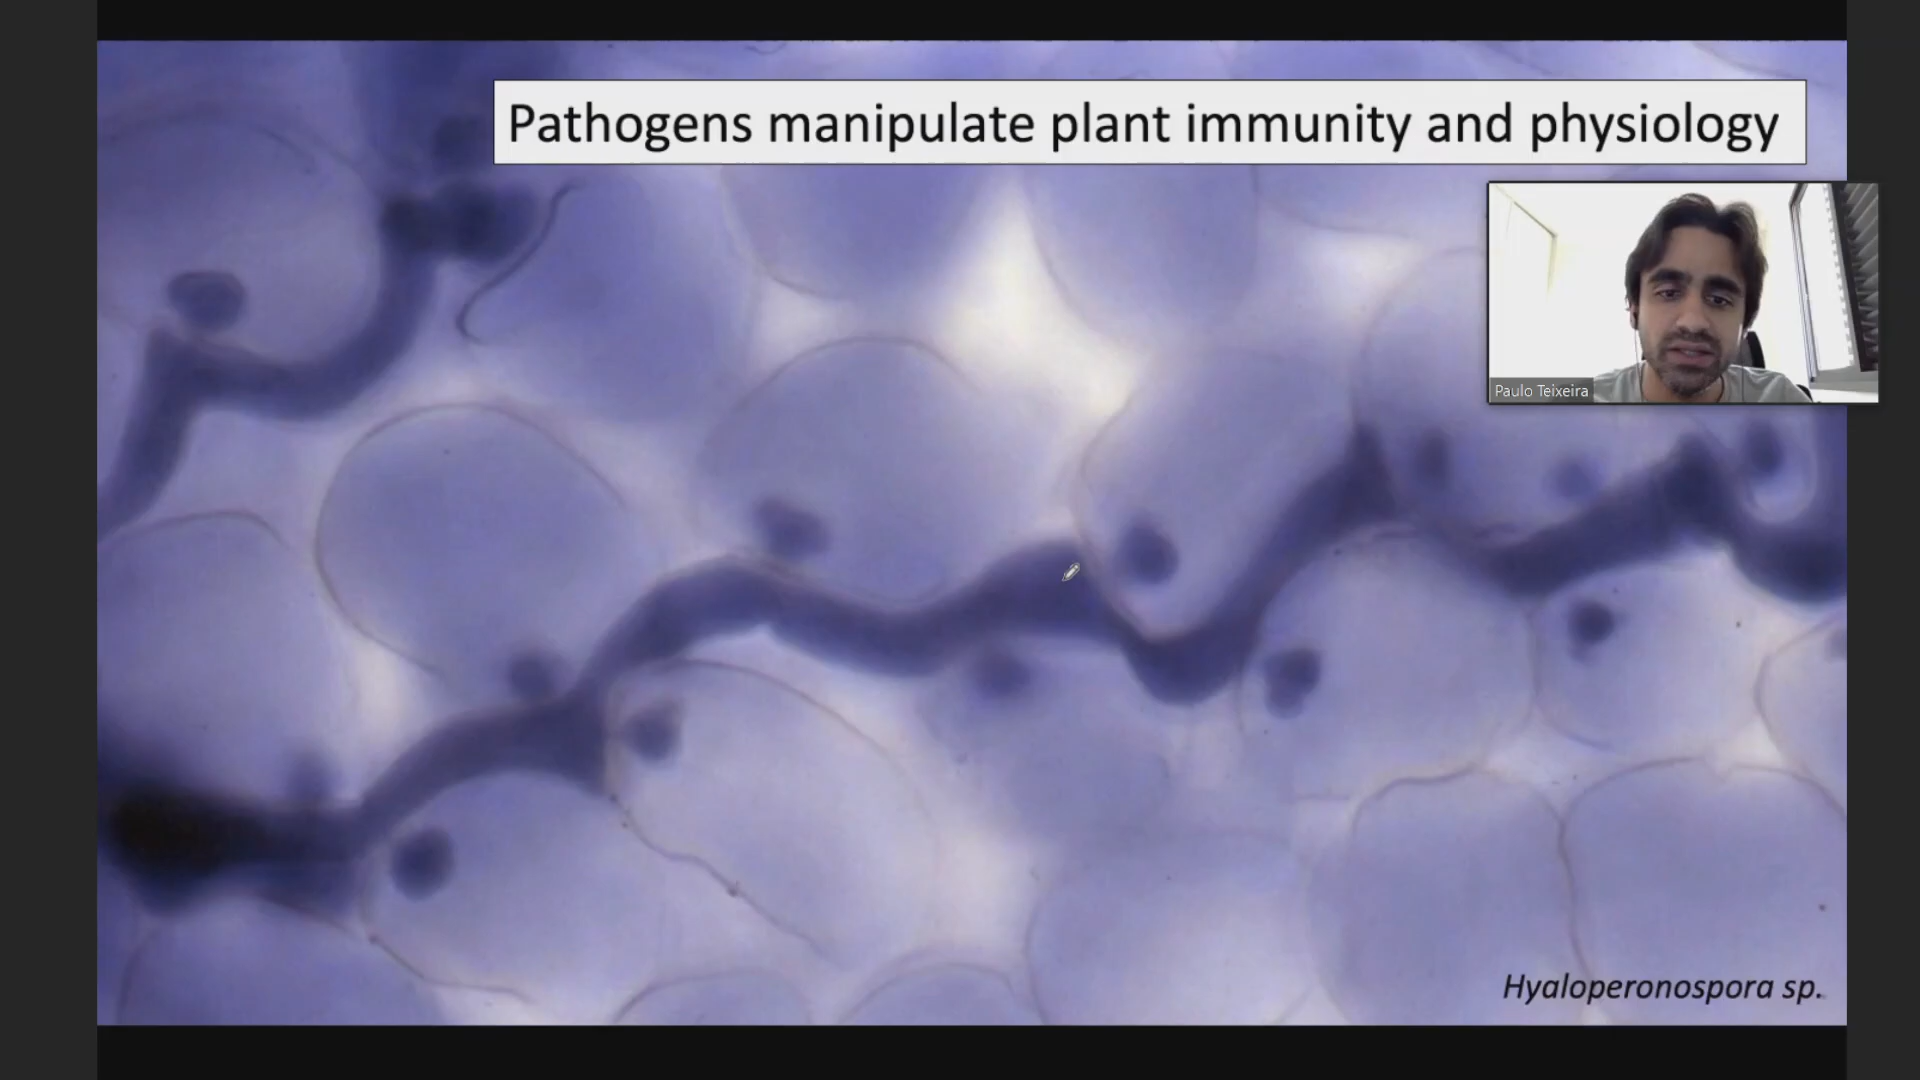 Pathogens manipulate plant immunity and physiology
Paulo Teixeira
Hyaloperonospora sp.